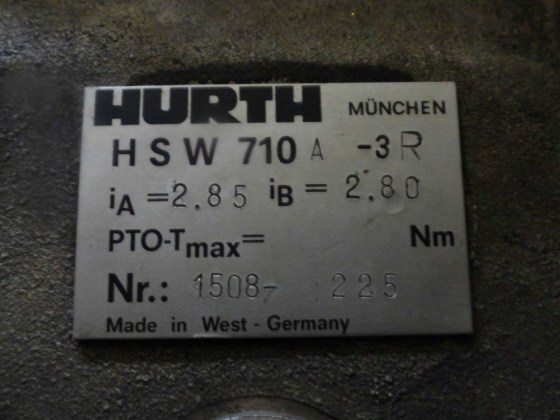 HURTH MÜNCHEN
HSW 710 A -3R
iA = 2.85 iB = 2.80
PTO-Tmax= Nm
Nr.: 1508- 225
Made in West - Germany